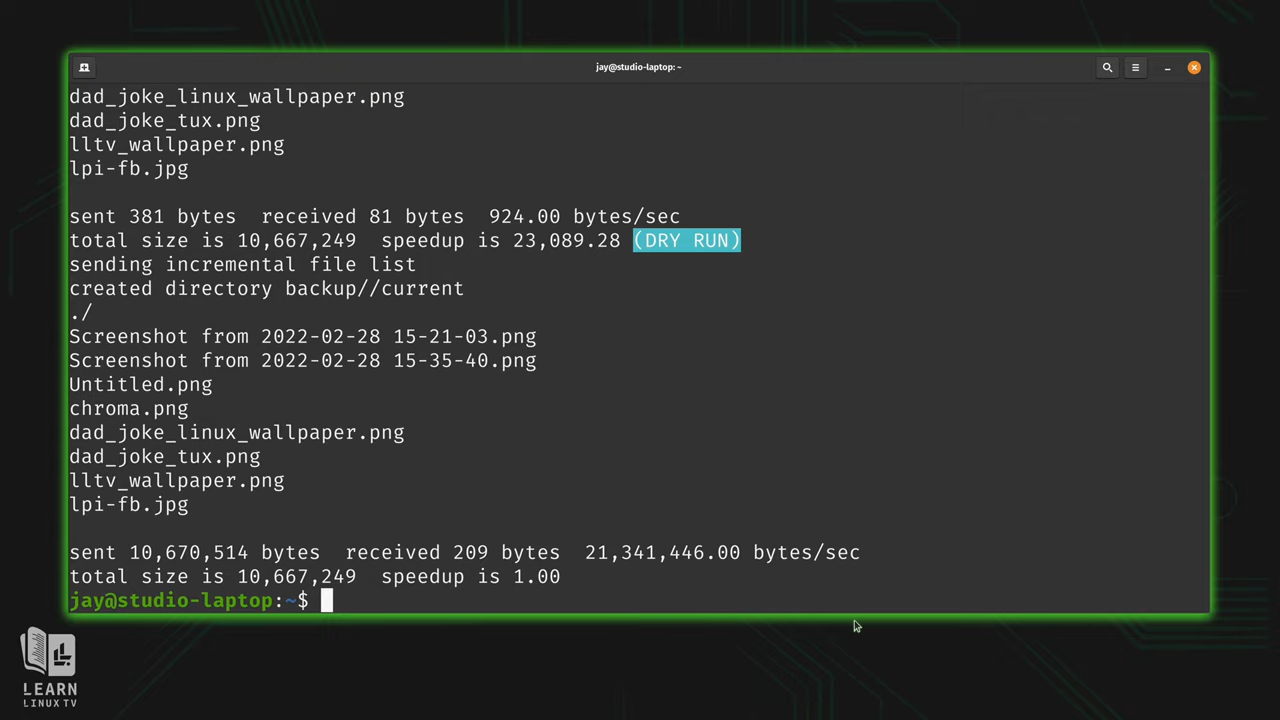 jay@studio-laptop: ~
dad_joke_linux_wallpaper.png
dad_joke_tux.png
lltv_wallpaper.png
lpi-fb.jpg
sent 381 bytes  received 81 bytes  924.00 bytes/sec
total size is 10,667,249  speedup is 23,089.28 (DRY RUN)
sending incremental file list
created directory backup//current
./
Screenshot from 2022-02-28 15-21-03.png
Screenshot from 2022-02-28 15-35-40.png
Untitled.png
chroma.png
dad_joke_linux_wallpaper.png
dad_joke_tux.png
lltv_wallpaper.png
lpi-fb.jpg
sent 10,670,514 bytes  received 209 bytes  21,341,446.00 bytes/sec
total size is 10,667,249  speedup is 1.00
jay@studio-laptop:~$
LEARN
LINUX TV